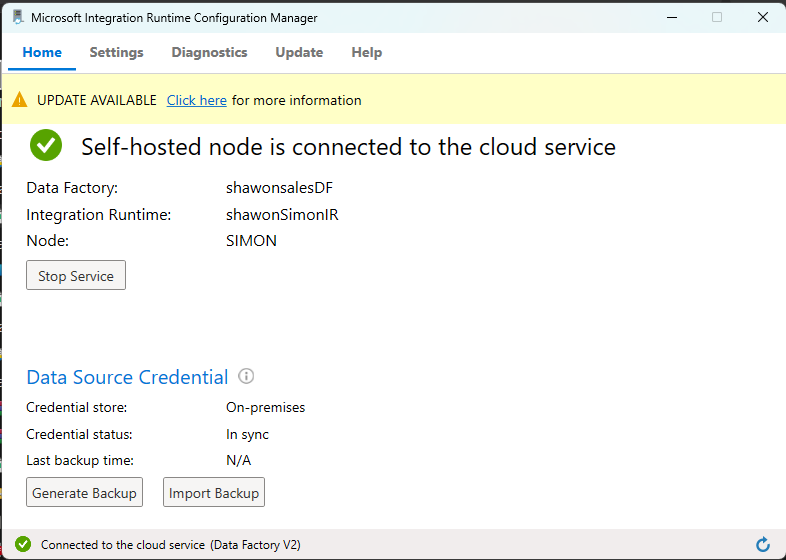 Microsoft Integration Runtime Configuration Manager
Home Settings Diagnostics Update Help
UPDATE AVAILABLE Click here for more information
Self-hosted node is connected to the cloud service
Data Factory: shawonsalesDF
Integration Runtime: shawonSimonIR
Node: SIMON
Stop Service
Data Source Credential
Credential store: On-premises
Credential status: In sync
Last backup time: N/A
Generate Backup Import Backup
Connected to the cloud service (Data Factory V2)